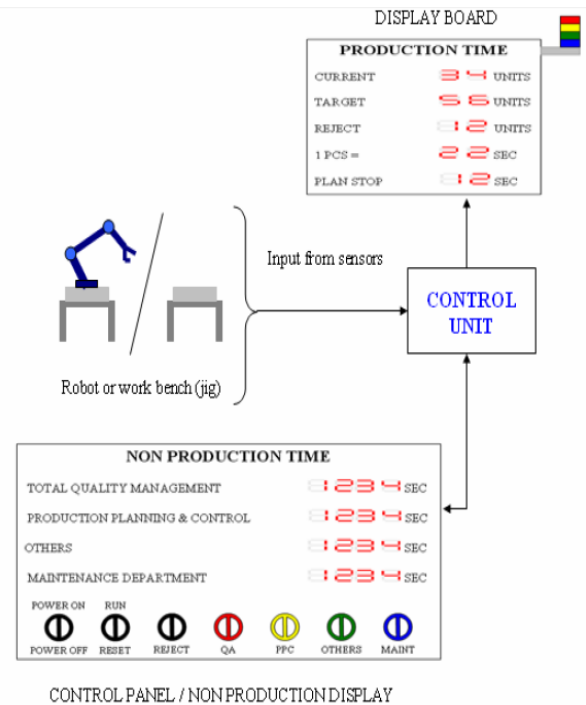 DISPLAY BOARD
PRODUCTION TIME
CURRENT 34 UNITS
TARGET 56 UNITS
REJECT 12 UNITS
1 PCS = 22 SEC
PLAN STOP 12 SEC
Input from sensors
CONTROL
UNIT
Robot or work bench (jig)
NON PRODUCTION TIME
TOTAL QUALITY MANAGEMENT 1234 SEC
PRODUCTION PLANNING & CONTROL 1234 SEC
OTHERS 1234 SEC
MAINTENANCE DEPARTMENT 1234 SEC
POWER ON RUN
POWER OFF RESET REJECT QA PPC OTHERS MAINT
CONTROL PANEL / NON PRODUCTION DISPLAY